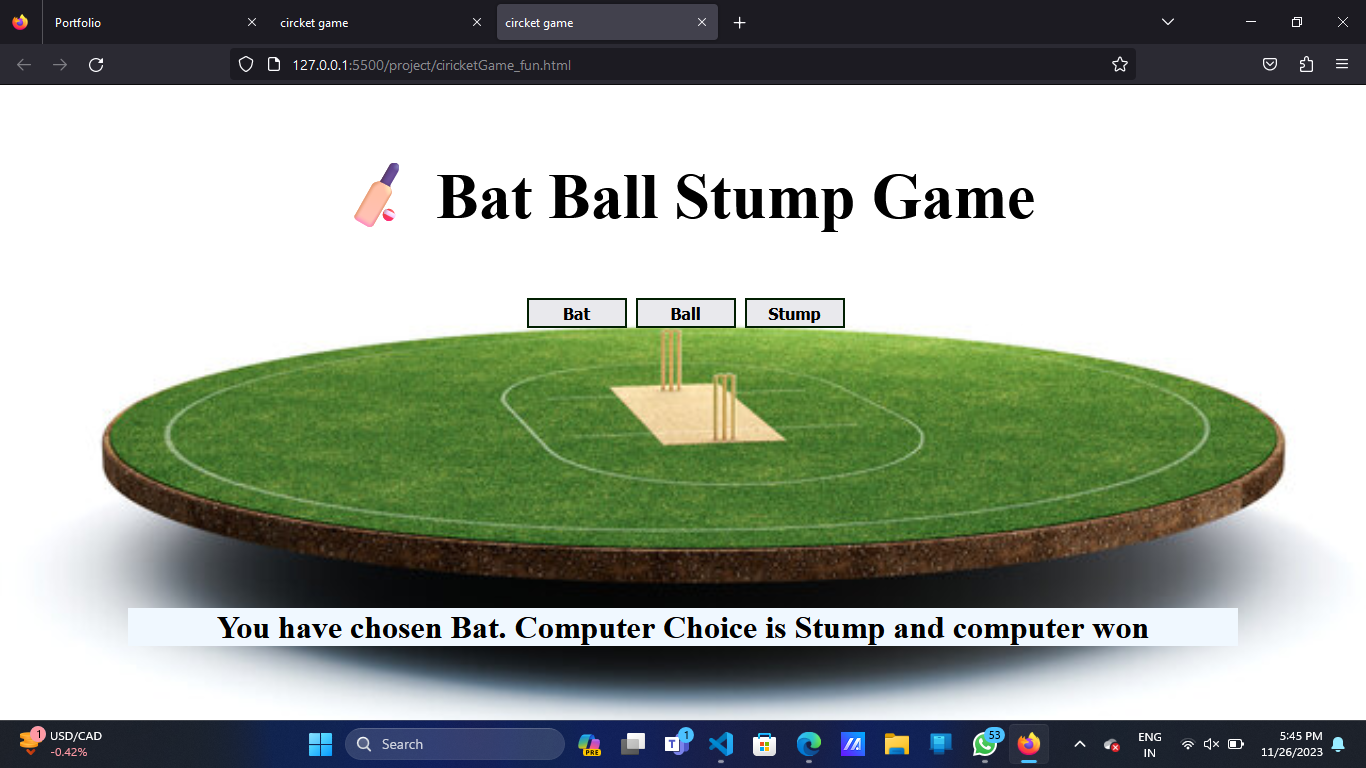 Portfolio
circket game
circket game
127.0.0.1:5500/project/ciricketGame_fun.html
Bat Ball Stump Game
Bat
Ball
Stump
You have chosen Bat. Computer Choice is Stump and computer won
1
USD/CAD
-0.42%
Search
PRE
1
53
ENG
IN
5:45 PM
11/26/2023